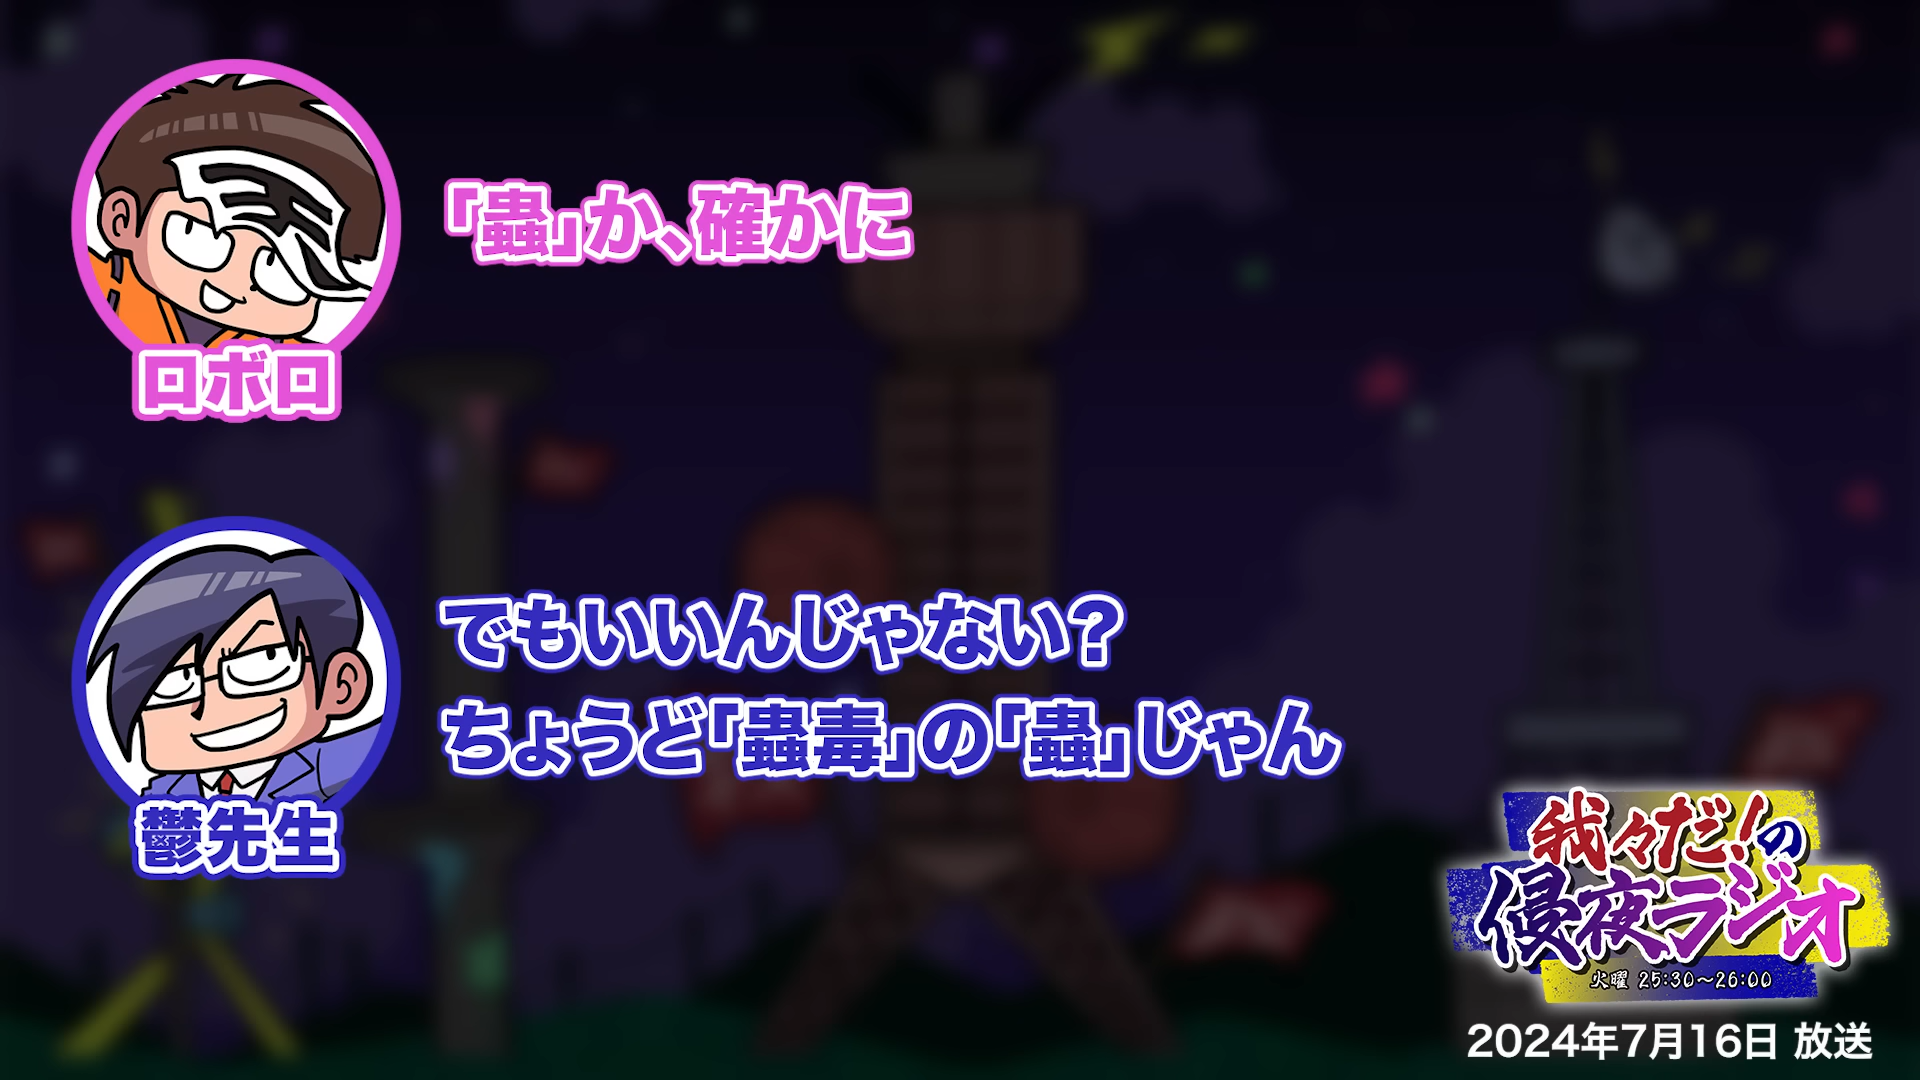 「蟲」か、確かに
ロボロ
でもいいんじゃない？
ちょうど「蟲毒」の「蟲」じゃん
鬱先生
我々だ！の
侵夜ラジオ
火曜 25:30～26:00
2024年7月16日 放送